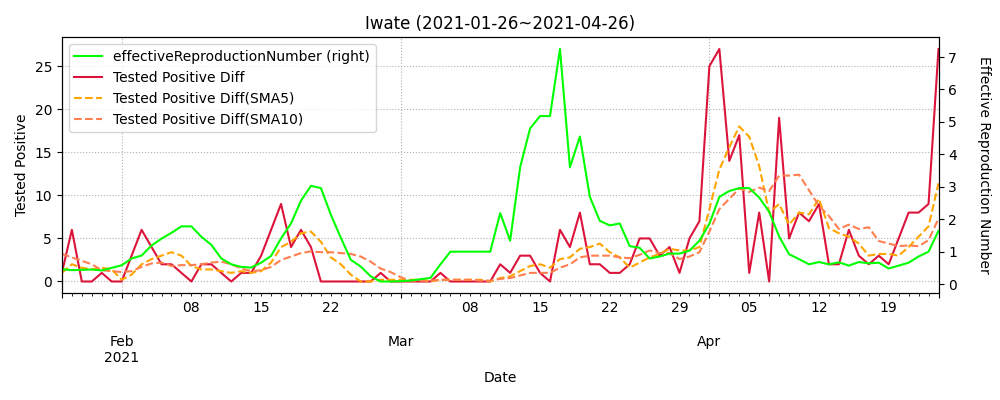 Iwate (2021-01-26~2021-04-26)
effectiveReproductionNumber (right)
Tested Positive Diff
Tested Positive Diff(SMA5)
Tested Positive Diff(SMA10)
Tested Positive
25
20
15
10
5
0
7
6
5
4
3
2
1
0
Effective Reproduction Number
08 15 22 08 15 22 29 05 12 19
Feb Mar Apr
2021
Date